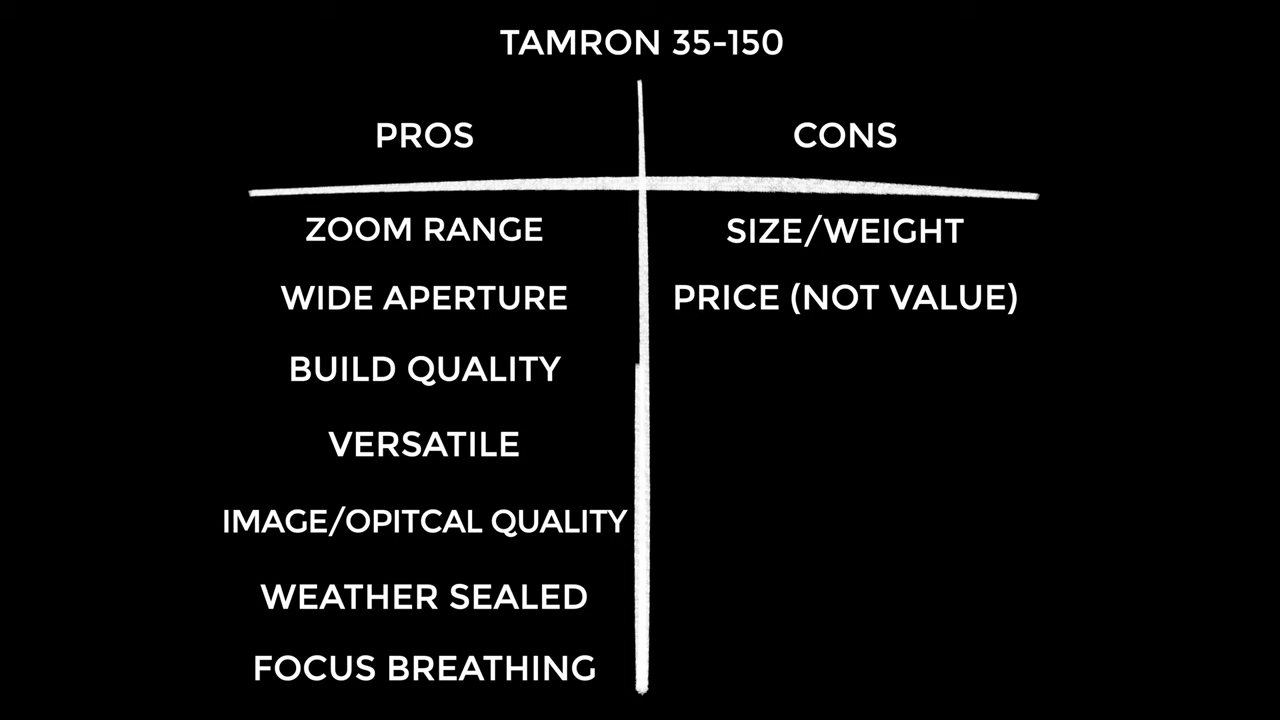 TAMRON 35-150
PROS
CONS
ZOOM RANGE
SIZE/WEIGHT
WIDE APERTURE
PRICE (NOT VALUE)
BUILD QUALITY
VERSATILE
IMAGE/OPITCAL QUALITY
WEATHER SEALED
FOCUS BREATHING